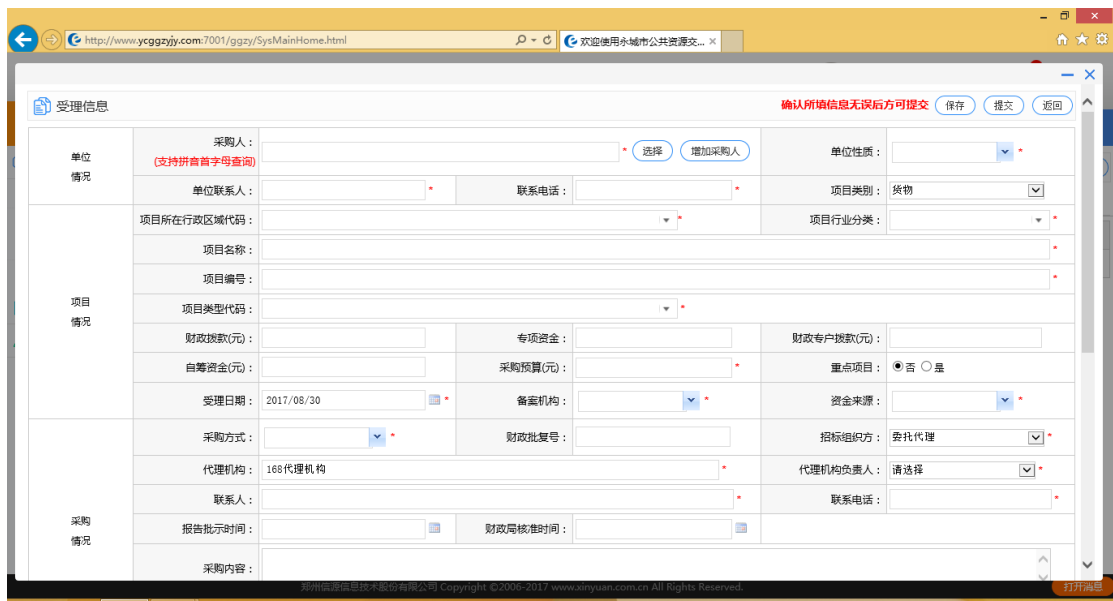 http://www.ycggzyjy.com:7001/ggzy/SysMainHome.html
欢迎使用永城市公共资源交...
受理信息
确认所填信息无误后方可提交 保存 提交 返回
单位情况
采购人：
(支持拼音首字母查询)
* 选择 增加采购人
单位性质： *
单位联系人： * 联系电话： * 项目类别： 货物
项目情况
项目所在行政区域代码： * 项目行业分类： *
项目名称： *
项目编号： *
项目类型代码： *
财政拨款(元)： 专项资金： 财政专户拨款(元)：
自筹资金(元)： 采购预算(元)： * 重点项目： 否 是
受理日期： 2017/08/30 * 备案机构： * 资金来源： *
采购情况
采购方式： * 财政批复号： 招标组织方： 委托代理 *
代理机构： 168代理机构 * 代理机构负责人： 请选择 *
联系人： * 联系电话： *
报告批示时间： 财政局核准时间：
采购内容：
郑州信源信息技术股份有限公司 Copyright ©2006-2017 www.xinyuan.com.cn All Rights Reserved.
打开消息